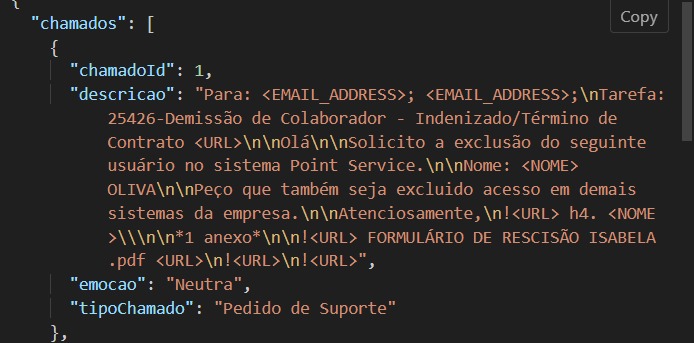 {
Copy
"chamados": [
{
"chamadoId": 1,
"descricao": "Para: <EMAIL_ADDRESS>; <EMAIL_ADDRESS>;\nTarefa:
25426-Demissão de Colaborador - Indenizado/Término de
Contrato <URL>\n\nOlá\n\nSolicito a exclusão do seguinte
usuário no sistema Point Service.\n\nNome: <NOME>
OLIVA\n\nPeço que também seja excluido acesso em demais
sistemas da empresa.\n\nAtenciosamente,\n!<URL> h4. <NOME
>\\\n\n*1 anexo*\n\n!<URL> FORMULÁRIO DE RESCISÃO ISABELA
.pdf <URL>\n!<URL>\n!<URL>",
"emocao": "Neutra",
"tipoChamado": "Pedido de Suporte"
},